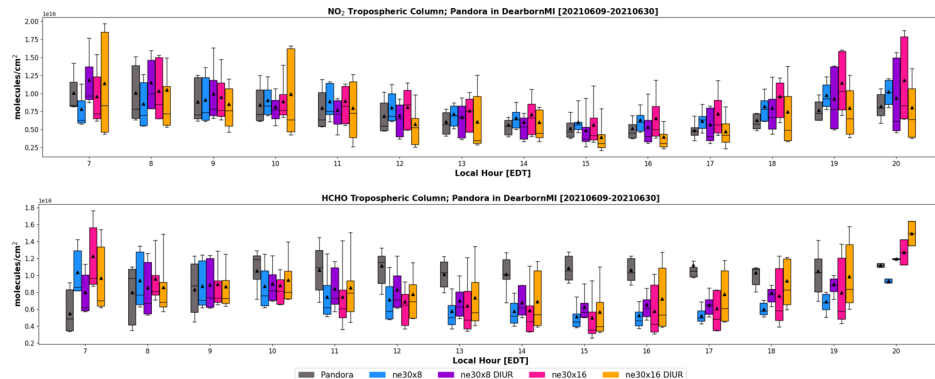 NO₂ Tropospheric Column; Pandora in DearbornMI [20210609-20210630]
1e16
molecules/cm²
2.00
1.75
1.50
1.25
1.00
0.75
0.50
0.25
7 8 9 10 11 12 13 14 15 16 17 18 19 20
Local Hour [EDT]
HCHO Tropospheric Column; Pandora in DearbornMI [20210609-20210630]
1e16
molecules/cm²
1.6
1.4
1.2
1.0
0.8
0.6
0.4
0.2
7 8 9 10 11 12 13 14 15 16 17 18 19 20
Local Hour [EDT]
Pandora ne30x8 ne30x8 DIUR ne30x16 ne30x16 DIUR